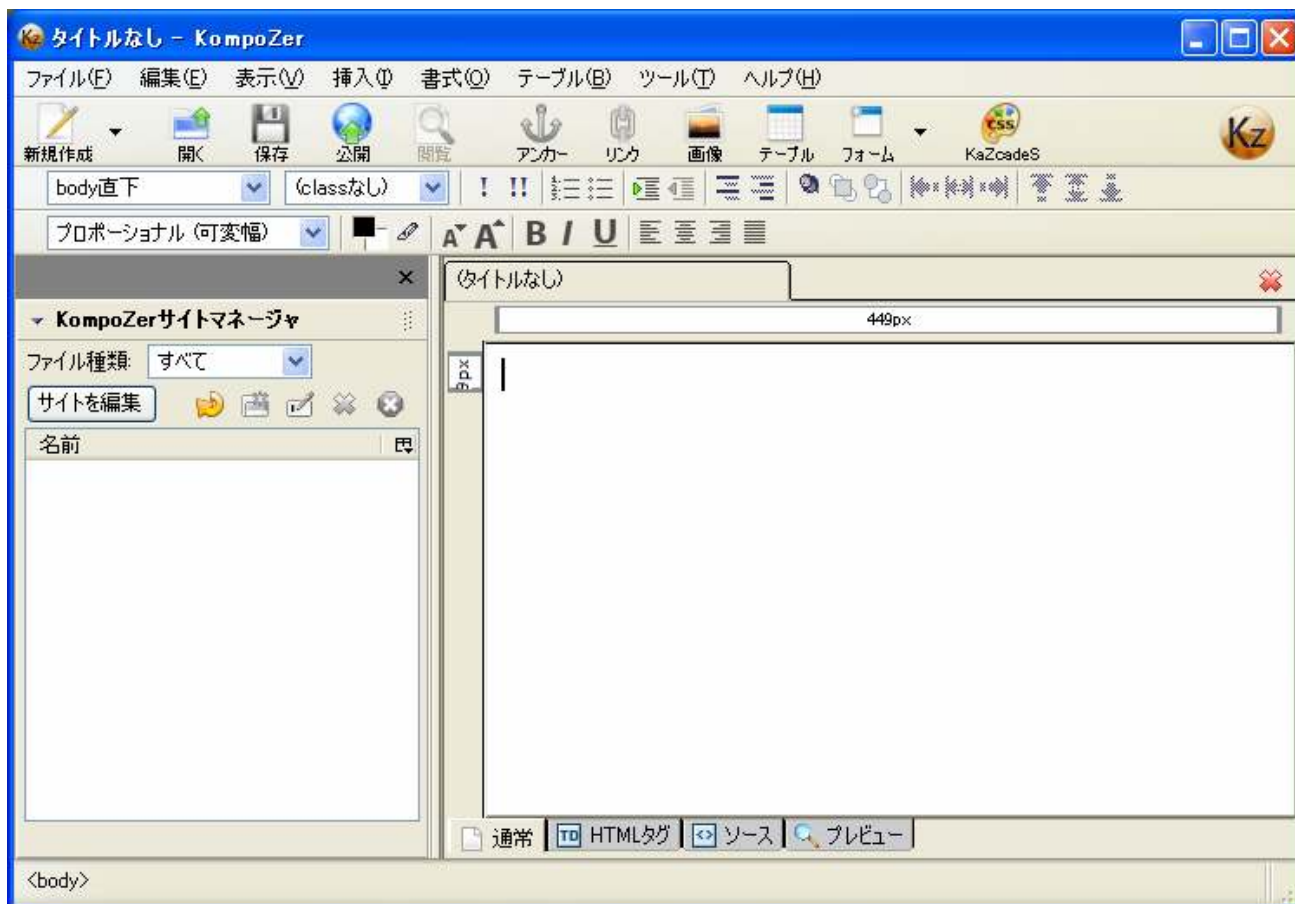 タイトルなし - KompoZer
ファイル(F) 編集(E) 表示(V) 挿入(I) 書式(O) テーブル(B) ツール(T) ヘルプ(H)
新規作成 開く 保存 公開 閲覧 アンカー リンク 画像 テーブル フォーム CSS KaZcadeS Kz
body直下 (classなし) ! !!
プロポーショナル (可変幅) A A B I U
(タイトルなし)
KompoZerサイトマネージャ
449px
ファイル種類: すべて
サイトを編集
名前
通常 TD HTMLタグ ソース プレビュー
<body>